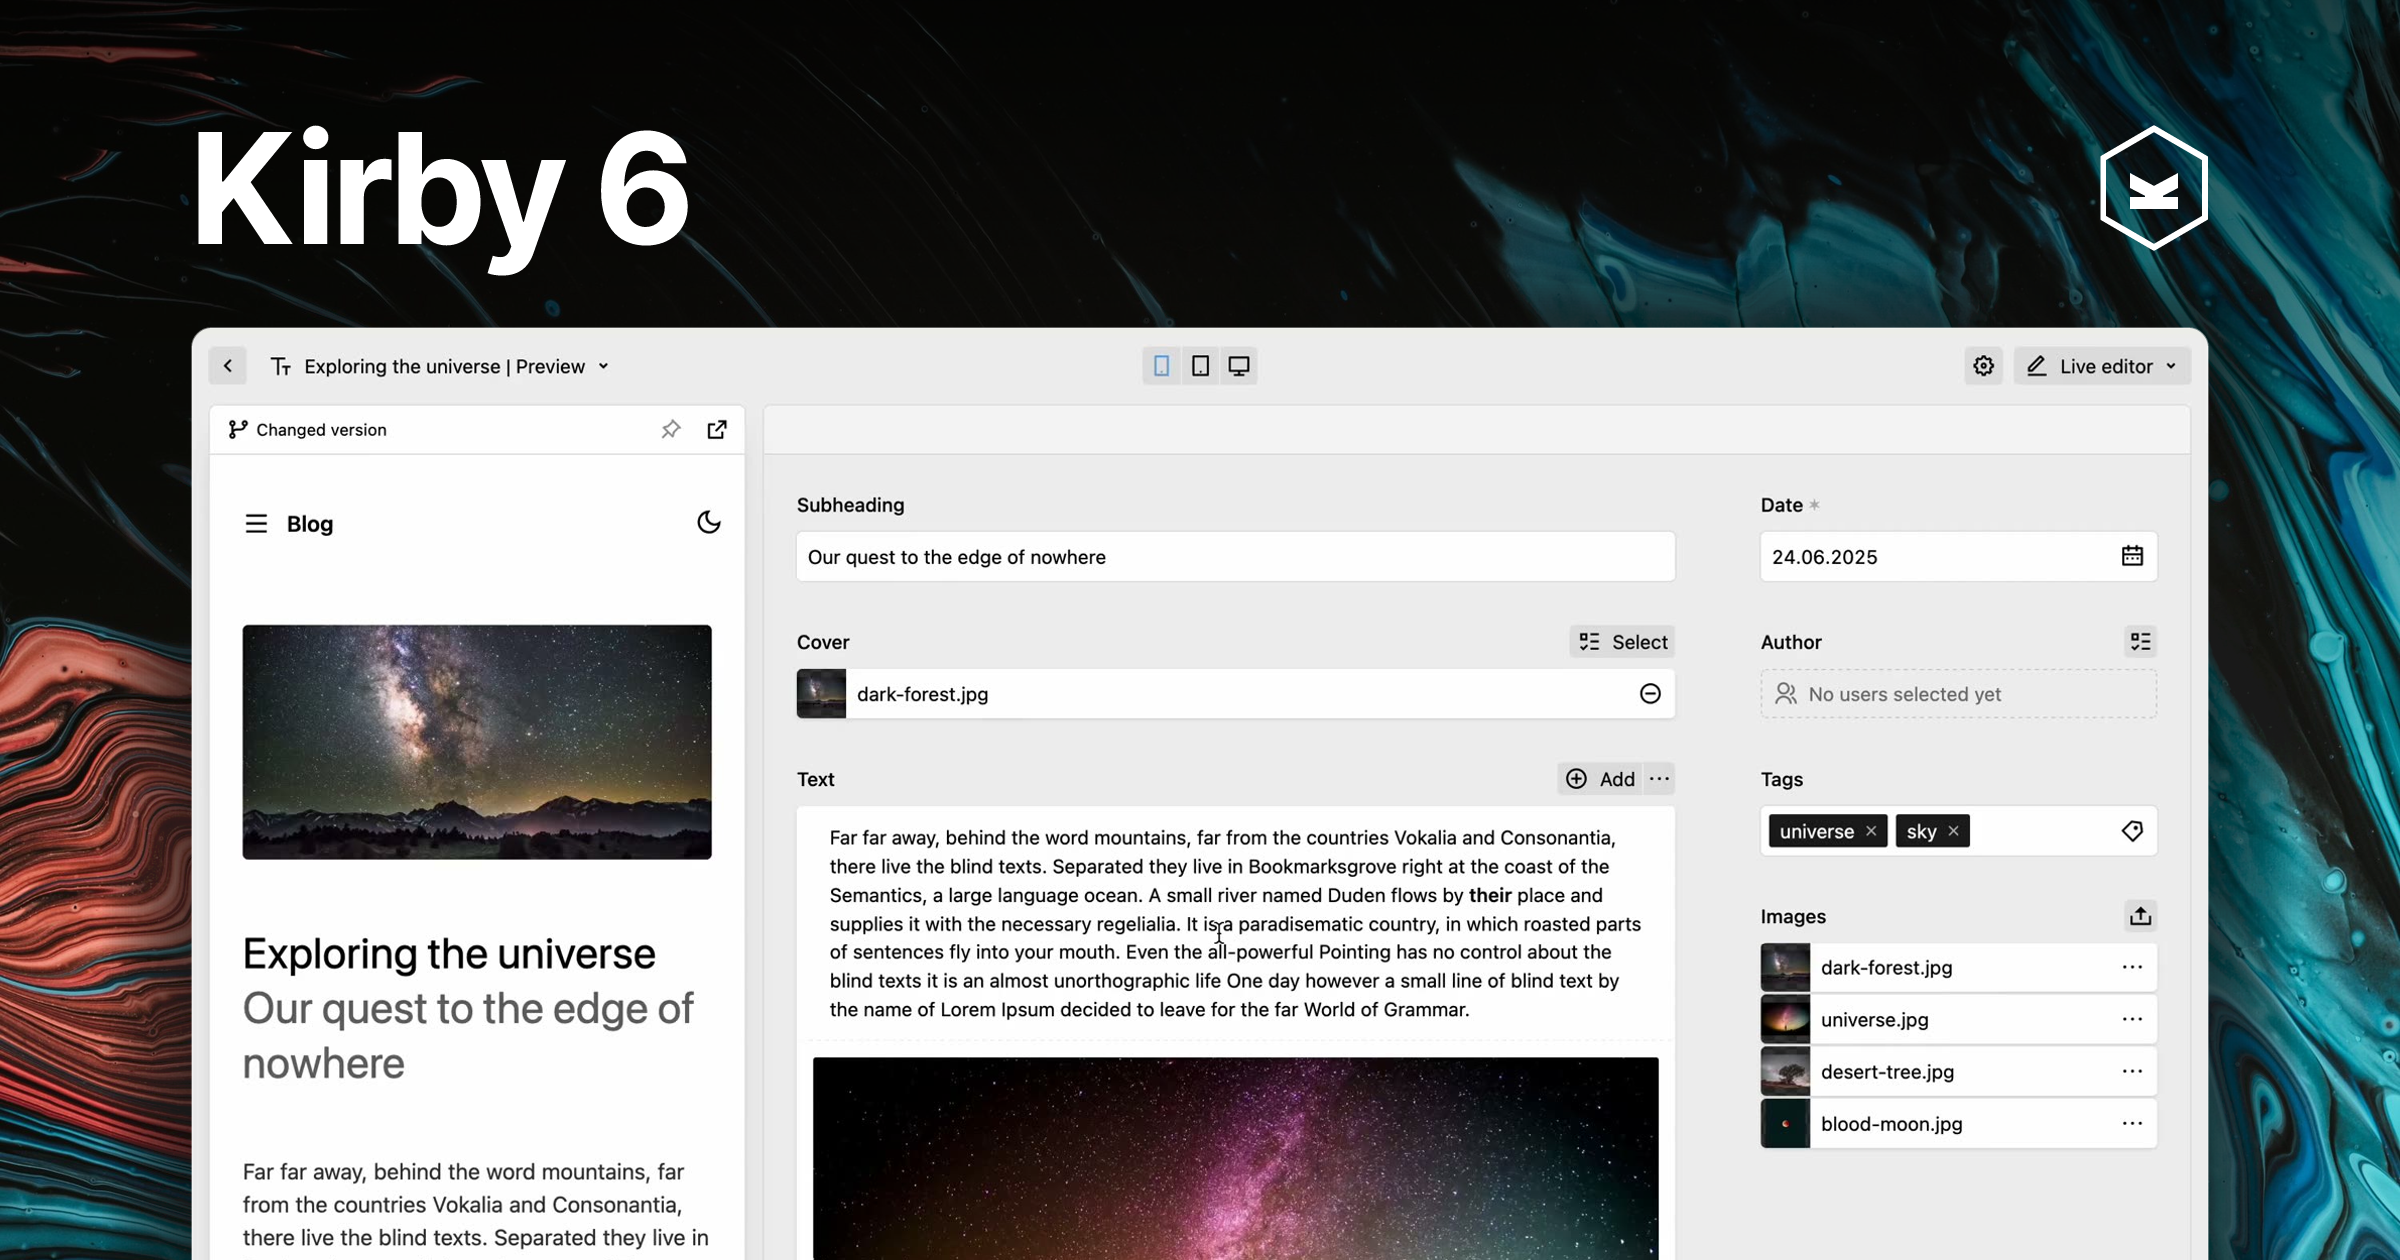 Kirby 6
Exploring the universe | Preview
Live editor
Changed version
Blog
Exploring the universe
Our quest to the edge of
nowhere
Far far away, behind the word mountains, far
from the countries Vokalia and Consonantia,
there live the blind texts. Separated they live in
Subheading
Our quest to the edge of nowhere
Cover
Select
dark-forest.jpg
Text
Add
Far far away, behind the word mountains, far from the countries Vokalia and Consonantia,
there live the blind texts. Separated they live in Bookmarksgrove right at the coast of the
Semantics, a large language ocean. A small river named Duden flows by their place and
supplies it with the necessary regelialia. It is a paradisematic country, in which roasted parts
of sentences fly into your mouth. Even the all-powerful Pointing has no control about the
blind texts it is an almost unorthographic life One day however a small line of blind text by
the name of Lorem Ipsum decided to leave for the far World of Grammar.
Date *
24.06.2025
Author
No users selected yet
Tags
universe
sky
Images
dark-forest.jpg
universe.jpg
desert-tree.jpg
blood-moon.jpg